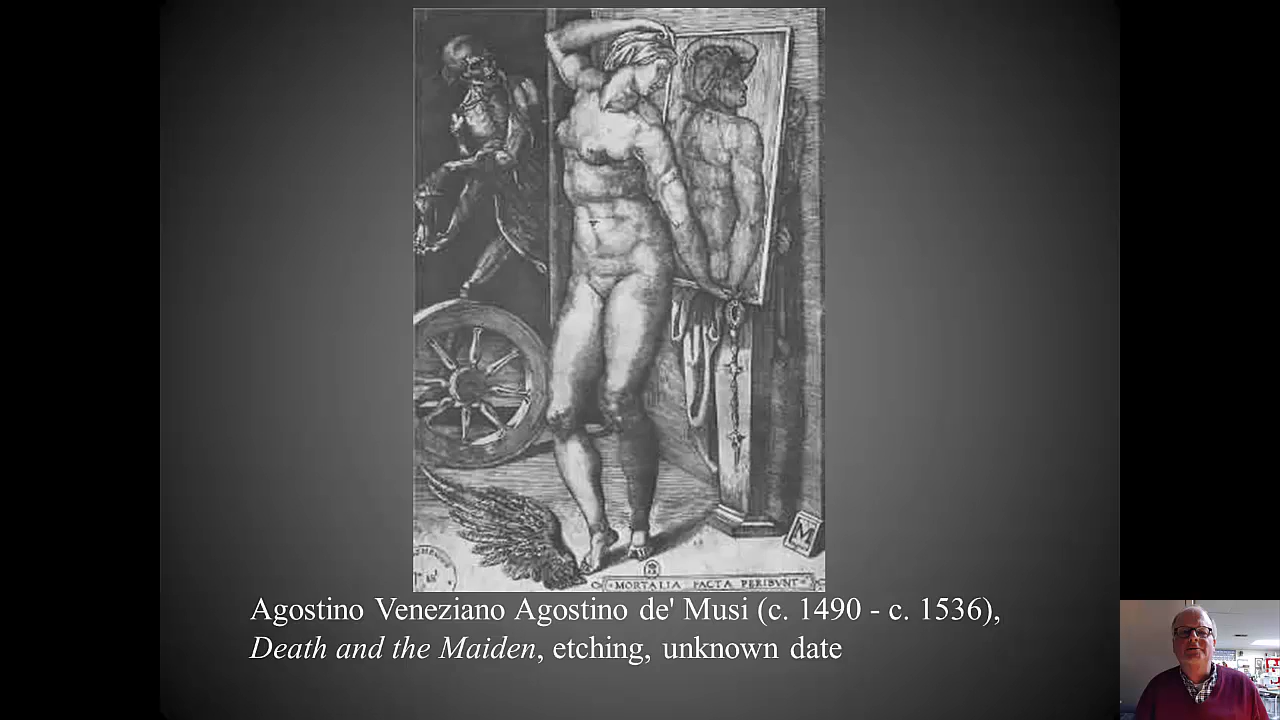 M
MORTALIA FACTA PERIBVNT
Agostino Veneziano Agostino de' Musi (c. 1490 - c. 1536),
Death and the Maiden, etching, unknown date